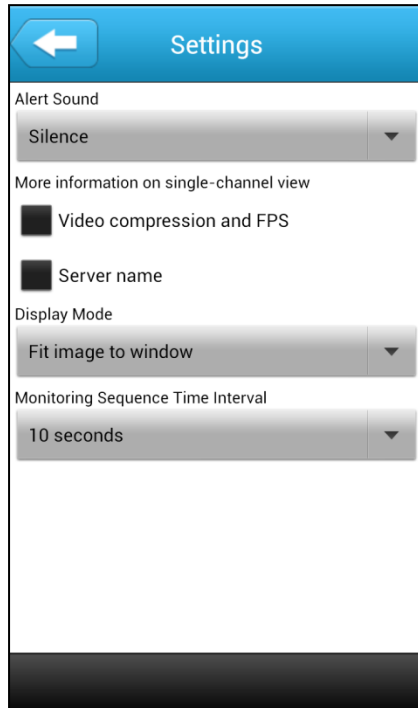 Settings
Alert Sound
Silence
More information on single-channel view
Video compression and FPS
Server name
Display Mode
Fit image to window
Monitoring Sequence Time Interval
10 seconds